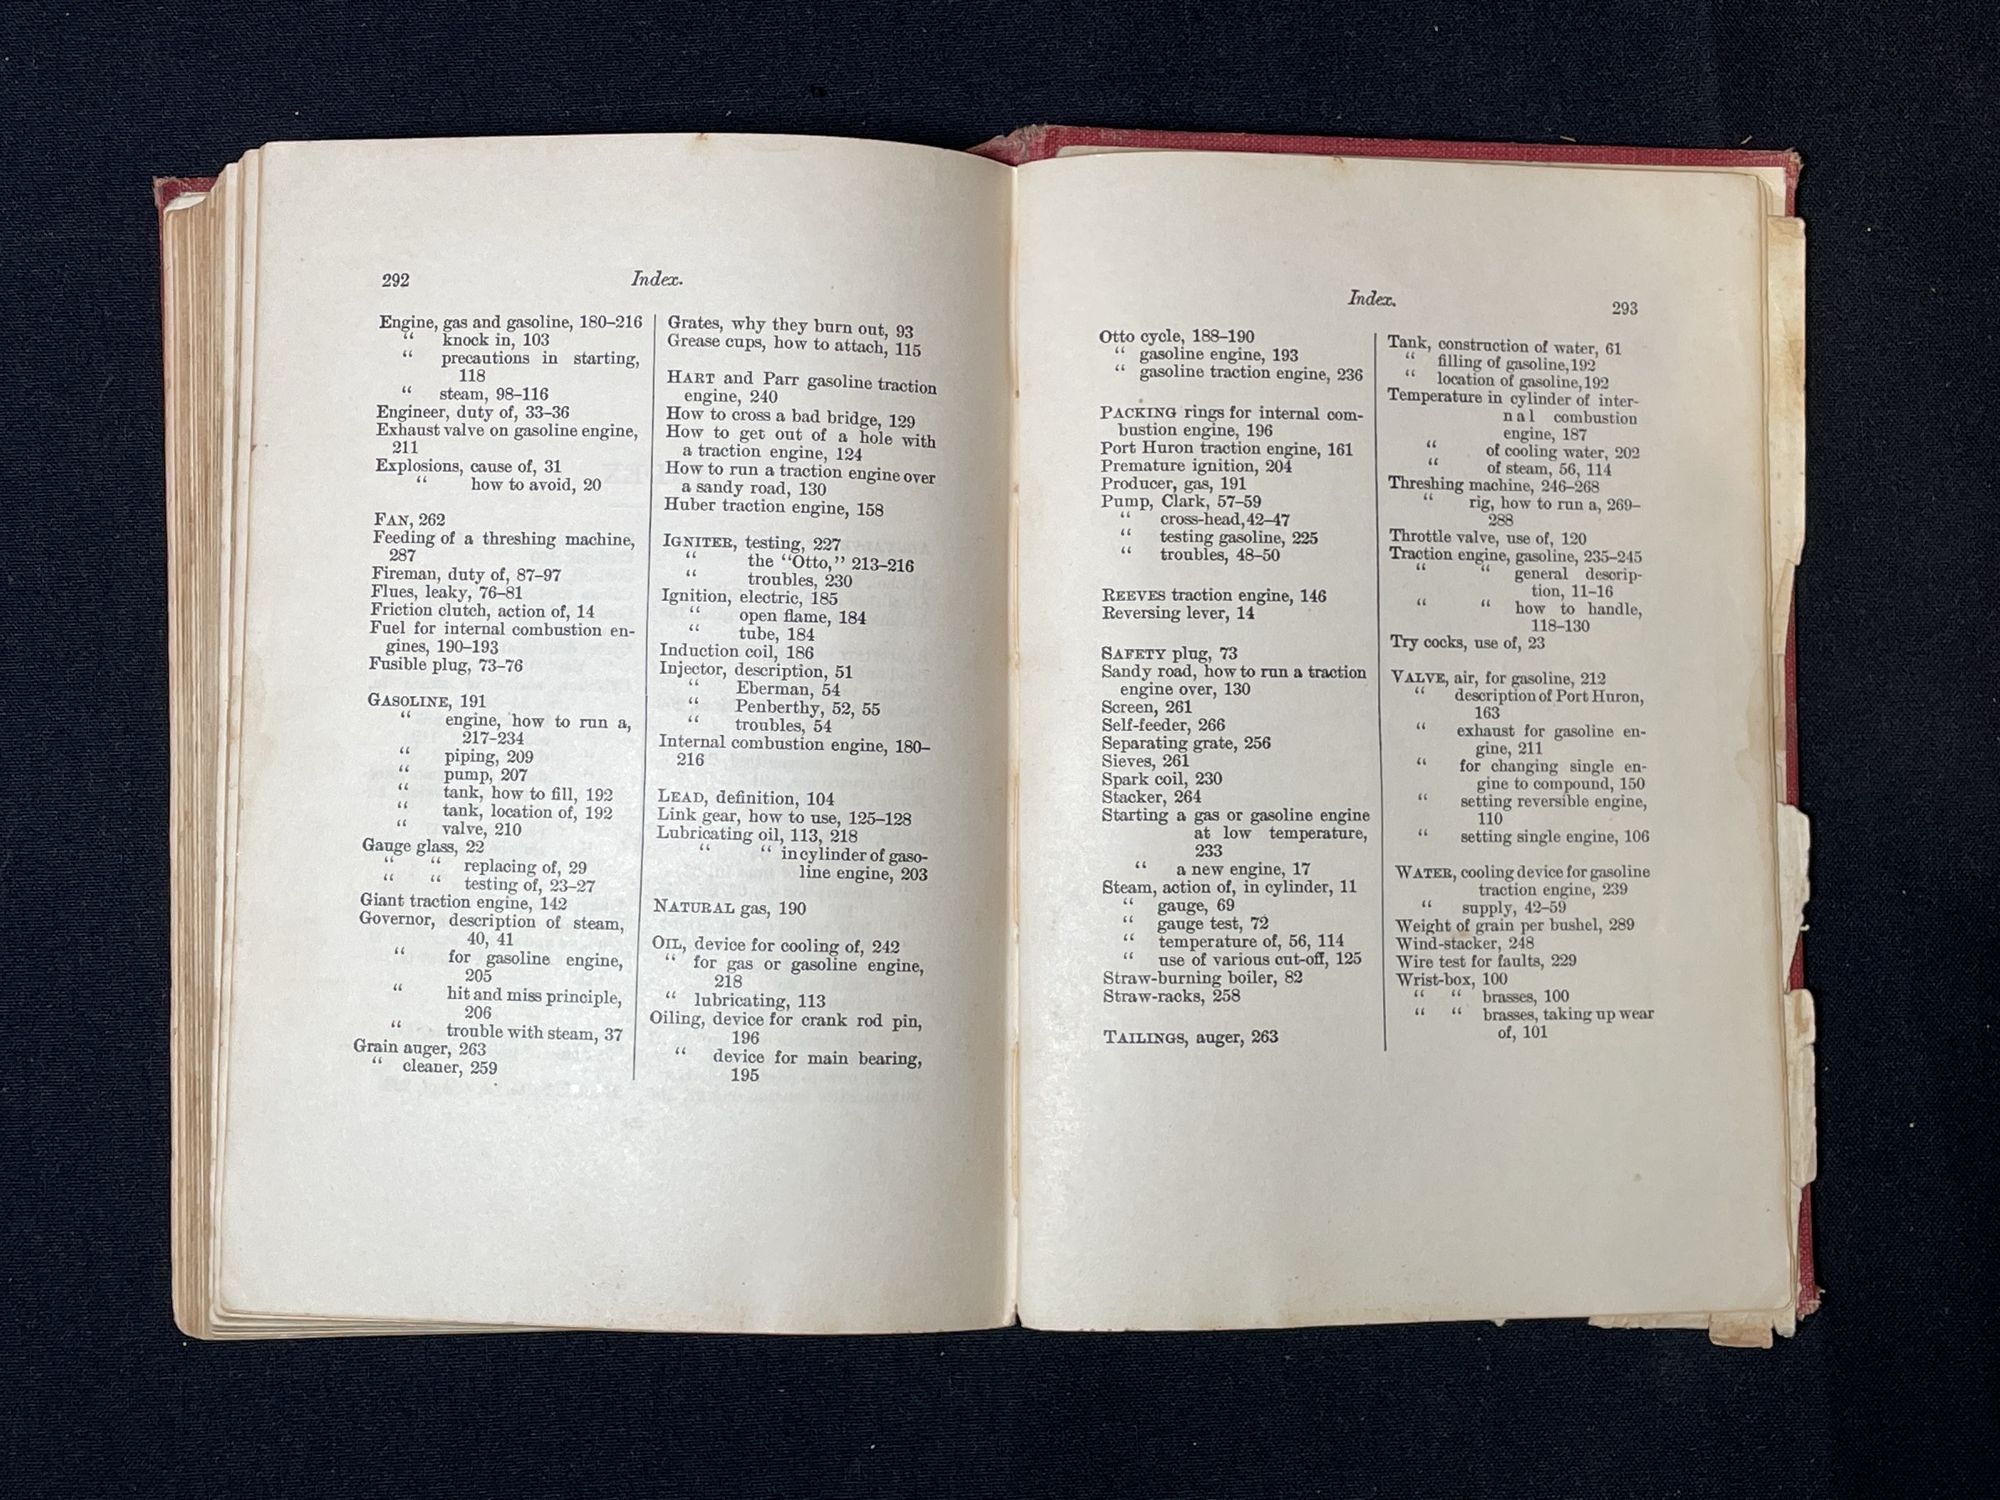 292
Index.
Engine, gas and gasoline, 180–216
“ knock in, 103
“ precautions in starting,
118
“ steam, 98–116
Engineer, duty of, 33–36
Exhaust valve on gasoline engine,
211
Explosions, cause of, 31
“ how to avoid, 20
FAN, 262
Feeding of a threshing machine,
287
Fireman, duty of, 87–97
Flues, leaky, 76–81
Friction clutch, action of, 14
Fuel for internal combustion en-
gines, 190–193
Fusible plug, 73–76
GASOLINE, 191
“ engine, how to run a,
217–234
“ piping, 209
“ pump, 207
“ tank, how to fill, 192
“ tank, location of, 192
“ valve, 210
Gauge glass, 22
“ “ replacing of, 29
“ “ testing of, 23–27
Giant traction engine, 142
Governor, description of steam,
40, 41
“ for gasoline engine,
205
“ hit and miss principle,
206
“ trouble with steam, 37
Grain auger, 263
“ cleaner, 259
Grates, why they burn out, 93
Grease cups, how to attach, 115
HART and Parr gasoline traction
engine, 240
How to cross a bad bridge, 129
How to get out of a hole with
a traction engine, 124
How to run a traction engine over
a sandy road, 130
Huber traction engine, 158
IGNITER, testing, 227
“ the “Otto,” 213–216
“ troubles, 230
Ignition, electric, 185
“ open flame, 184
“ tube, 184
Induction coil, 186
Injector, description, 51
“ Eberman, 54
“ Penberthy, 52, 55
“ troubles, 54
Internal combustion engine, 180–
216
LEAD, definition, 104
Link gear, how to use, 125–128
Lubricating oil, 113, 218
“ “ in cylinder of gaso-
line engine, 203
NATURAL gas, 190
OIL, device for cooling of, 242
“ for gas or gasoline engine,
218
“ lubricating, 113
Oiling, device for crank rod pin,
196
“ device for main bearing,
195
Index.
293
Otto cycle, 188–190
“ gasoline engine, 193
“ gasoline traction engine, 236
PACKING rings for internal com-
bustion engine, 196
Port Huron traction engine, 161
Premature ignition, 204
Producer, gas, 191
Pump, Clark, 57–59
“ cross-head, 42–47
“ testing gasoline, 225
“ troubles, 48–50
REEVES traction engine, 146
Reversing lever, 14
SAFETY plug, 73
Sandy road, how to run a traction
engine over, 130
Screen, 261
Self-feeder, 266
Separating grate, 256
Sieves, 261
Spark coil, 230
Stacker, 264
Starting a gas or gasoline engine
at low temperature,
233
“ a new engine, 17
Steam, action of, in cylinder, 11
“ gauge, 69
“ gauge test, 72
“ temperature of, 56, 114
“ use of various cut-off, 125
Straw-burning boiler, 82
Straw-racks, 258
TAILINGS, auger, 263
Tank, construction of water, 61
“ filling of gasoline, 192
“ location of gasoline, 192
Temperature in cylinder of inter-
nal combustion
engine, 187
“ of cooling water, 202
“ of steam, 56, 114
Threshing machine, 246–268
“ rig, how to run a, 269–
288
Throttle valve, use of, 120
Traction engine, gasoline, 235–245
“ “ general descrip-
tion, 11–16
“ “ how to handle,
118–130
Try cocks, use of, 23
VALVE, air, for gasoline, 212
“ description of Port Huron,
163
“ exhaust for gasoline en-
gine, 211
“ for changing single en-
gine to compound, 150
“ setting reversible engine,
110
“ setting single engine, 106
WATER, cooling device for gasoline
traction engine, 239
“ supply, 42–59
Weight of grain per bushel, 289
Wind-stacker, 248
Wire test for faults, 229
Wrist-box, 100
“ “ brasses, 100
“ “ brasses, taking up wear
of, 101